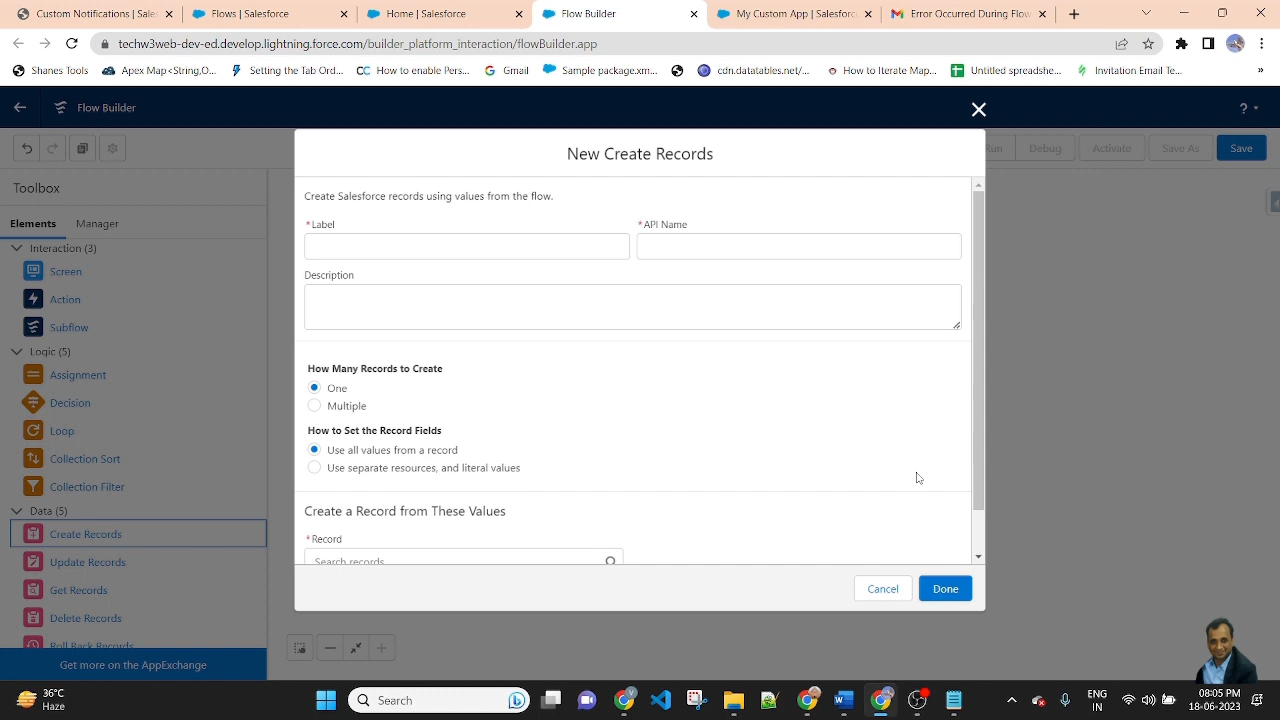 Create Records | Salesforce
Flows | Salesforce
Flow Builder
Flow Builder
My Custom App | Salesforce
Error Occurred During Flow
techw3web-dev-ed.develop.lightning.force.com/builder_platform_interaction/flowBuilder.app
Shanes Tools
Apex Map<String,O...
Setting the Tab Ord...
CC How to enable Pers...
Gmail
Sample package.xm...
cdn.datatables.net/...
How to Iterate Map...
Untitled spreadshe...
Invitation Email Te...
»
Flow Builder
?
Run
Debug
Activate
Save As
Save
Toolbox
Elements
Manager
Interaction (3)
Screen
Action
Subflow
Logic (5)
Assignment
Decision
Loop
Collection Sort
Collection Filter
Data (5)
Create Records
Update Records
Get Records
Delete Records
Roll Back Records
Get more on the AppExchange
New Create Records
Create Salesforce records using values from the flow.
*Label
*API Name
Description
How Many Records to Create
One
Multiple
How to Set the Record Fields
Use all values from a record
Use separate resources, and literal values
Create a Record from These Values
*Record
Search records...
Cancel
Done
36°C
Haze
Search
ENG
IN
08:05 PM
18-06-2023